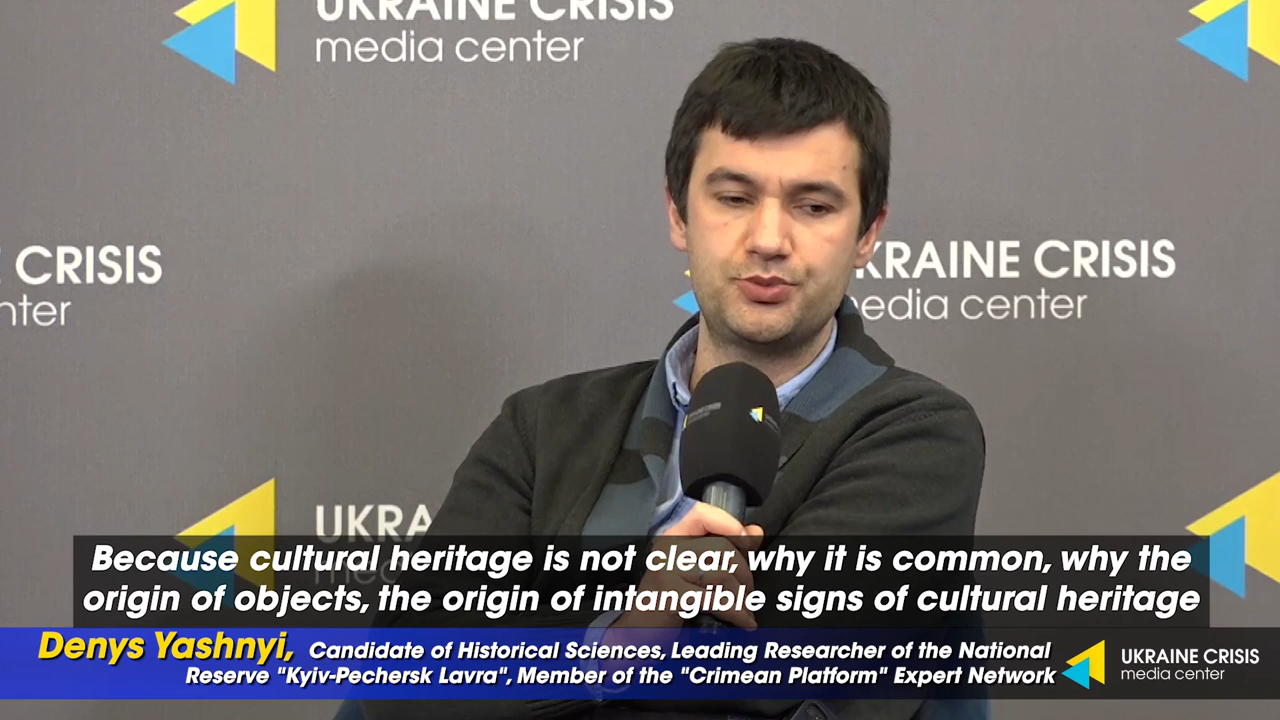 UKRAINE CRISIS
media center
CRISIS
nter
KRAINE CRISIS
edia center
UKRA
Because cultural heritage is not clear, why it is common, why the
origin of objects, the origin of intangible signs of cultural heritage
Denys Yashnyi, Candidate of Historical Sciences, Leading Researcher of the National
Reserve "Kyiv-Pechersk Lavra", Member of the "Crimean Platform" Expert Network
UKRAINE CRISIS
media center